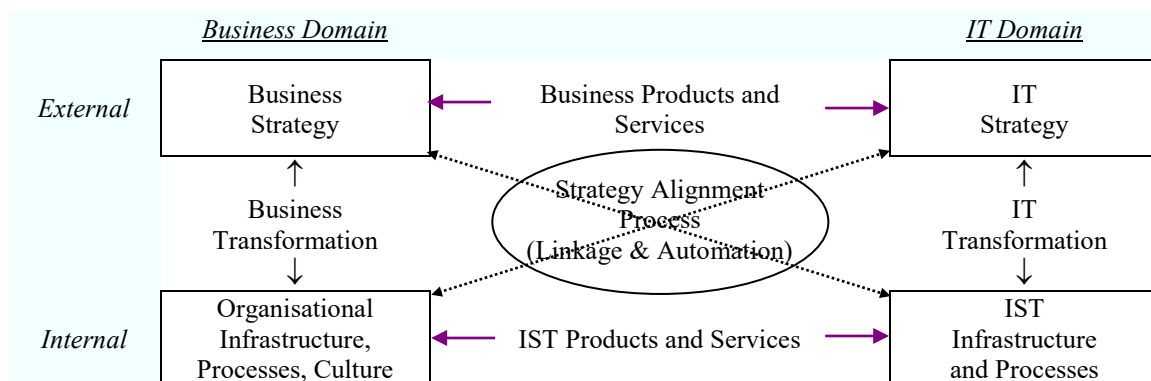 Business Domain
IT Domain
External
Business
Strategy
Business Products and
Services
IT
Strategy
Business
Transformation
Strategy Alignment
Process
(Linkage & Automation)
IT
Transformation
Internal
Organisational
Infrastructure,
Processes, Culture
IST Products and Services
IST
Infrastructure
and Processes